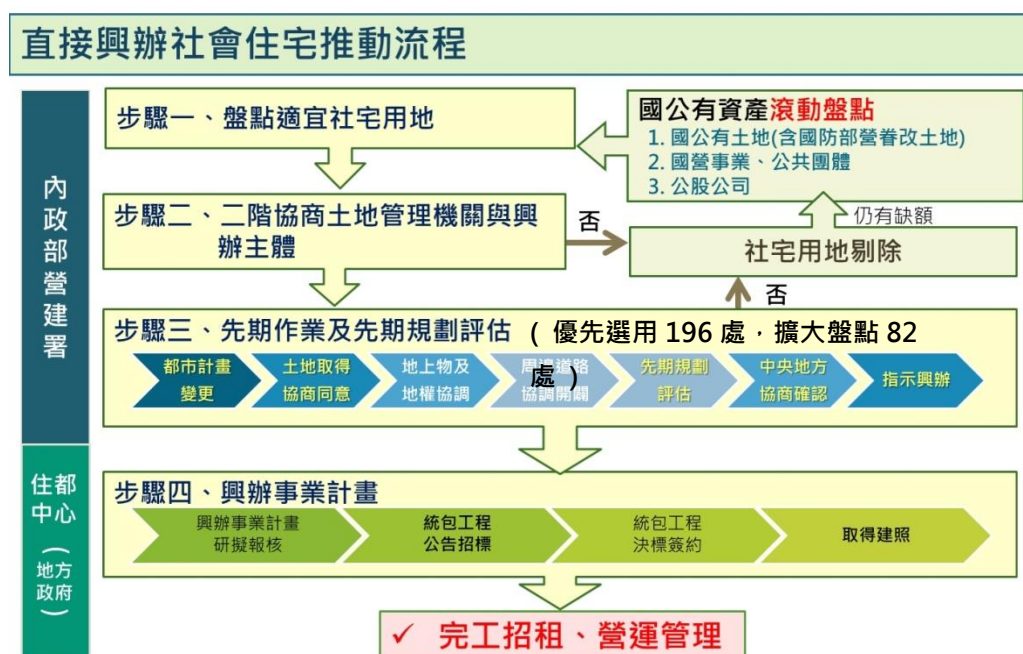 直接興辦社會住宅推動流程
內政部營建署
步驟一、盤點適宜社宅用地
國公有資產滾動盤點
1. 國公有土地(含國防部營眷改土地)
2. 國營事業、公共團體
3. 公股公司
步驟二、二階協商土地管理機關與興
辦主體
否
仍有缺額
社宅用地剔除
否
步驟三、先期作業及先期規劃評估 (優先選用 196 處，擴大盤點 82
處)
都市計畫
變更
土地取得
協商同意
地上物及
地權協調
周邊道路
協調開闢
先期規劃
評估
中央地方
協商確認
指示興辦
住都
中心
(地方
政府)
步驟四、興辦事業計畫
興辦事業計畫
研擬報核
統包工程
公告招標
統包工程
決標簽約
取得建照
✓ 完工招租、營運管理